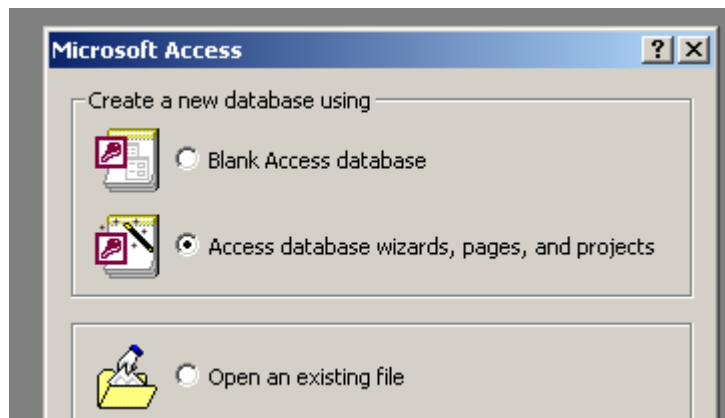 Microsoft Access
Create a new database using
Blank Access database
Access database wizards, pages, and projects
Open an existing file